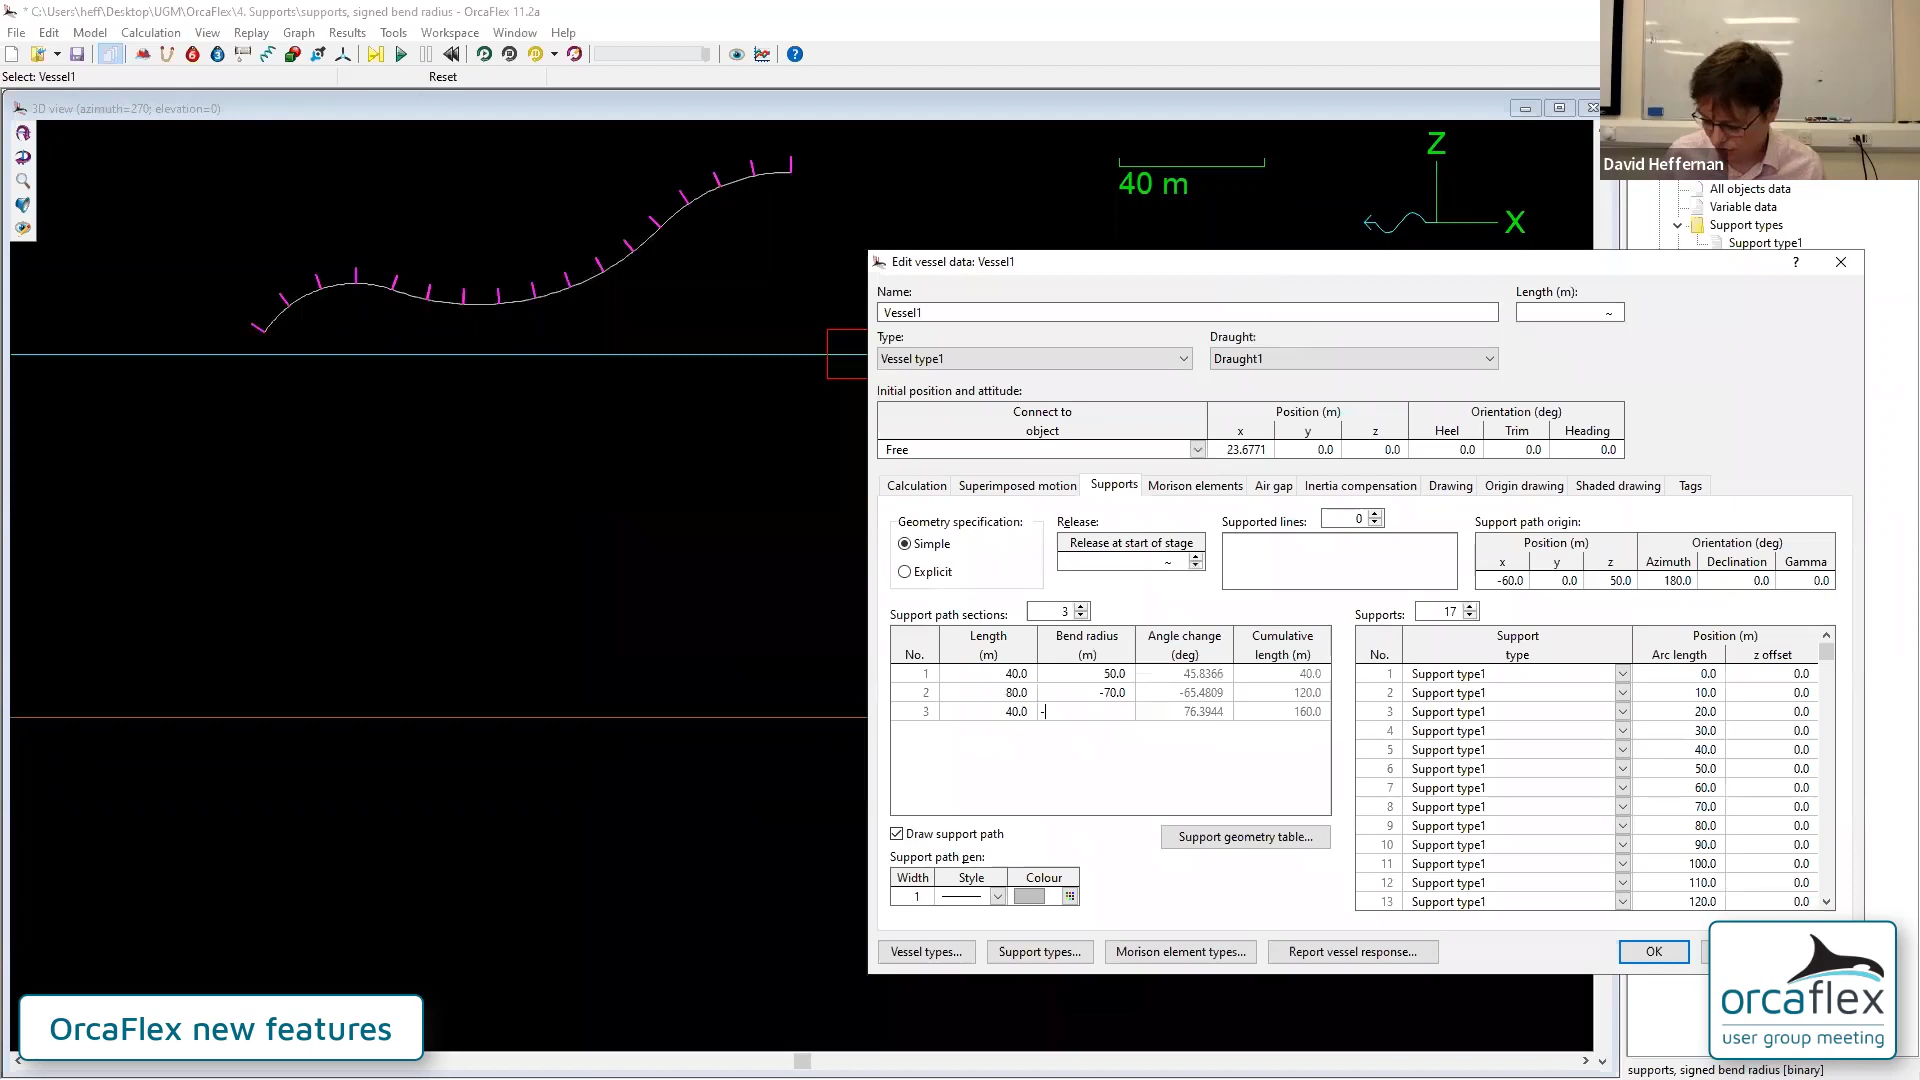 * C:\Users\heff\Desktop\UGM\OrcaFlex\4. Supports\supports, signed bend radius - OrcaFlex 11.2a
File Edit Model Calculation View Replay Graph Results Tools Workspace Window Help
Select: Vessel1 Reset
3D view (azimuth=270; elevation=0)
40 m
Z
X
David Heffernan
All objects data
Variable data
Support types
Support type1
Edit vessel data: Vessel1 ?
Name: Length (m):
Vessel1 ~
Type: Draught:
Vessel type1 Draught1
Initial position and attitude:
Connect to Position (m) Orientation (deg)
object x y z Heel Trim Heading
Free 23.6771 0.0 0.0 0.0 0.0 0.0
Calculation Superimposed motion Supports Morison elements Air gap Inertia compensation Drawing Origin drawing Shaded drawing Tags
Geometry specification: Release: Supported lines: 0 Support path origin:
Simple Release at start of stage Position (m) Orientation (deg)
~ x y z Azimuth Declination Gamma
Explicit -60.0 0.0 50.0 180.0 0.0 0.0
Support path sections: 3 Supports: 17
Length Bend radius Angle change Cumulative Support Position (m)
No. (m) (m) (deg) length (m) No. type Arc length z offset
1 40.0 50.0 45.8366 40.0 1 Support type1 0.0 0.0
2 80.0 -70.0 -65.4809 120.0 2 Support type1 10.0 0.0
3 40.0 - 76.3944 160.0 3 Support type1 20.0 0.0
4 Support type1 30.0 0.0
5 Support type1 40.0 0.0
6 Support type1 50.0 0.0
7 Support type1 60.0 0.0
8 Support type1 70.0 0.0
9 Support type1 80.0 0.0
10 Support type1 90.0 0.0
11 Support type1 100.0 0.0
12 Support type1 110.0 0.0
13 Support type1 120.0 0.0
Draw support path Support geometry table...
Support path pen:
Width Style Colour
1
Vessel types... Support types... Morison element types... Report vessel response... OK
OrcaFlex new features
orcaflex
user group meeting
supports, signed bend radius [binary]